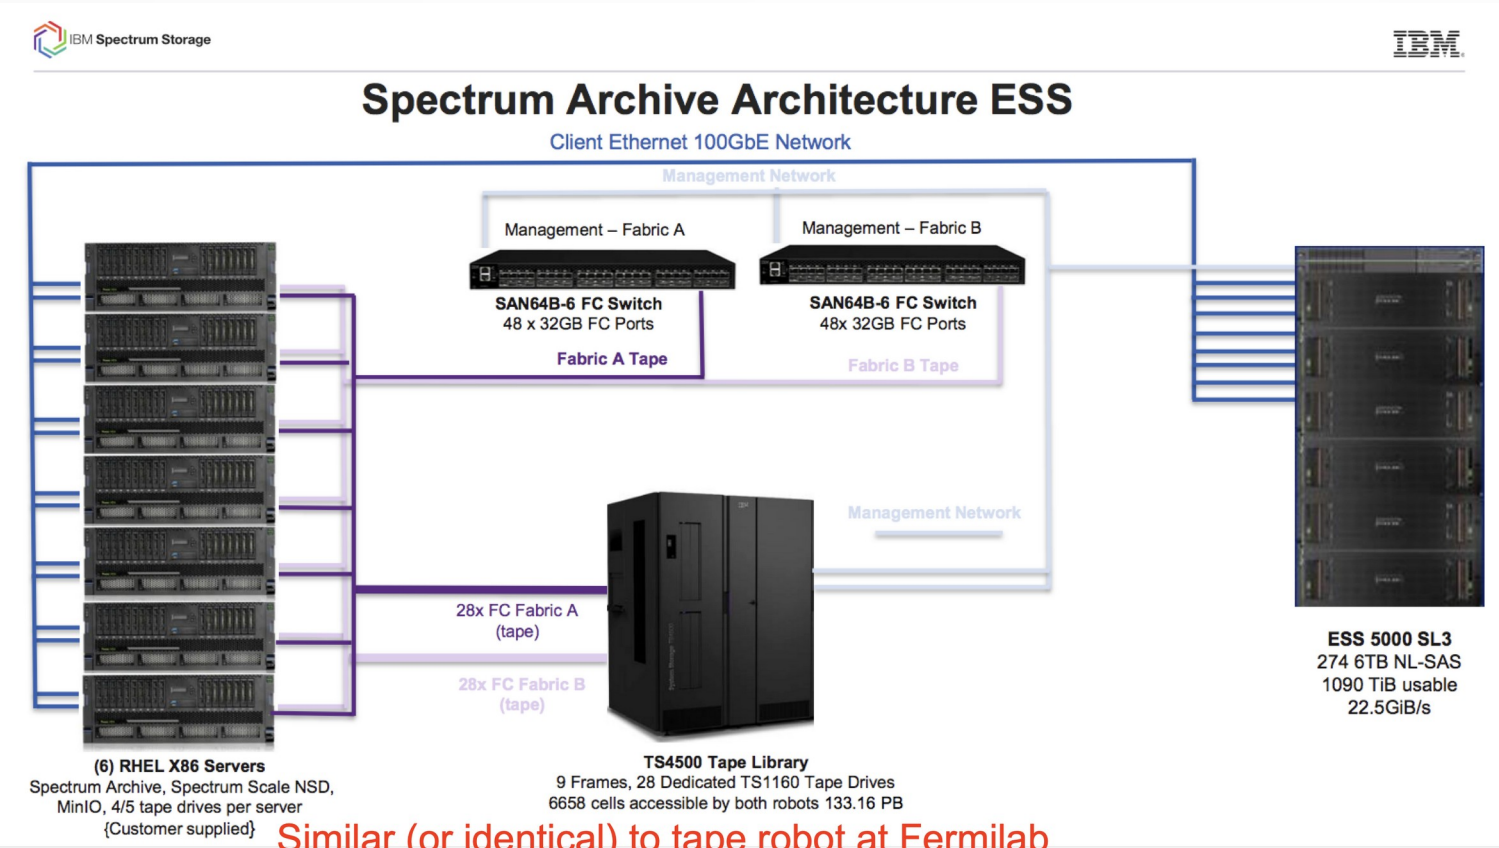 IBM Spectrum Storage
IBM
Spectrum Archive Architecture ESS
Client Ethernet 100GbE Network
Management Network
Management – Fabric A
Management – Fabric B
SAN64B-6 FC Switch
48 x 32GB FC Ports
SAN64B-6 FC Switch
48x 32GB FC Ports
Fabric A Tape
Fabric B Tape
Management Network
28x FC Fabric A
(tape)
28x FC Fabric B
(tape)
ESS 5000 SL3
274 6TB NL-SAS
1090 TiB usable
22.5GiB/s
(6) RHEL X86 Servers
Spectrum Archive, Spectrum Scale NSD,
MinIO, 4/5 tape drives per server
{Customer supplied}
TS4500 Tape Library
9 Frames, 28 Dedicated TS1160 Tape Drives
6658 cells accessible by both robots 133.16 PB
Similar (or identical) to tape robot at Fermilab